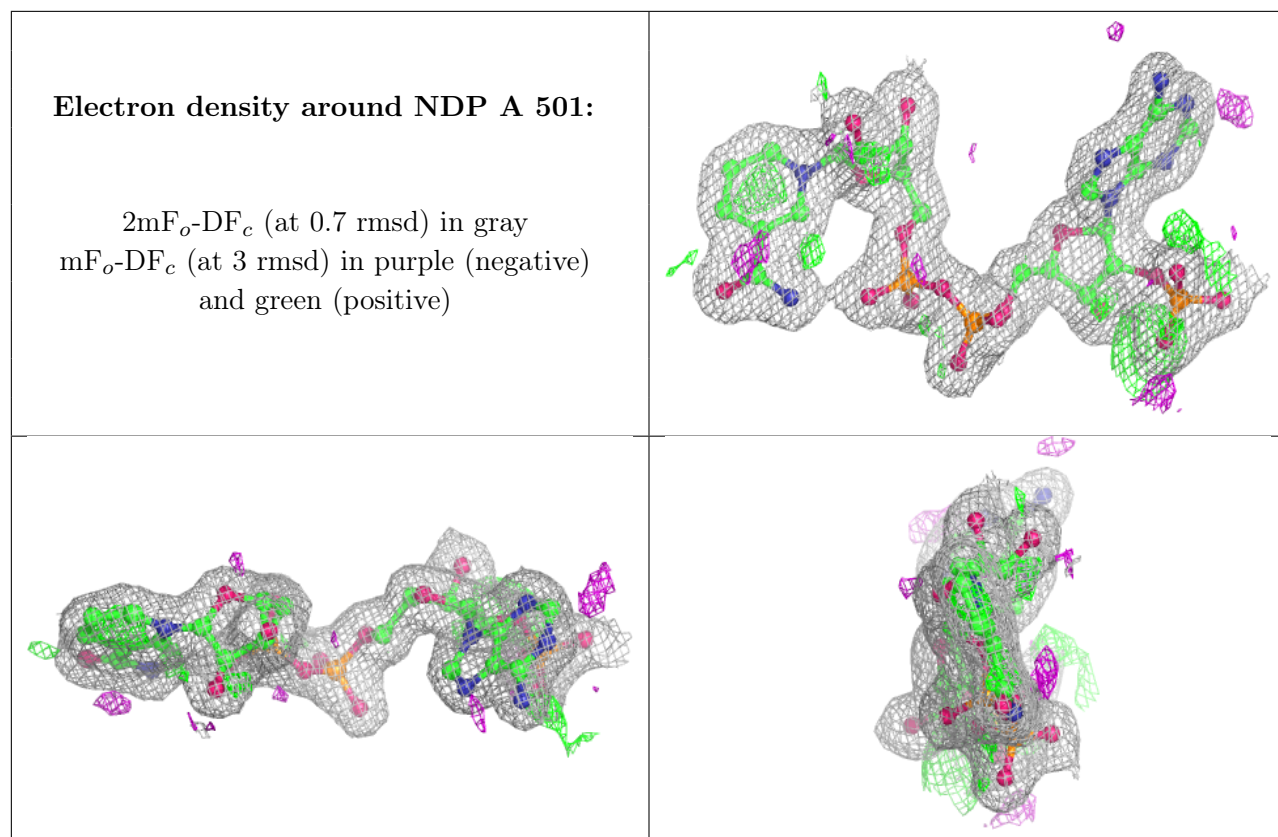 Electron density around NDP A 501:
2mFₒ-DF𝒸 (at 0.7 rmsd) in gray
mFₒ-DF𝒸 (at 3 rmsd) in purple (negative)
and green (positive)